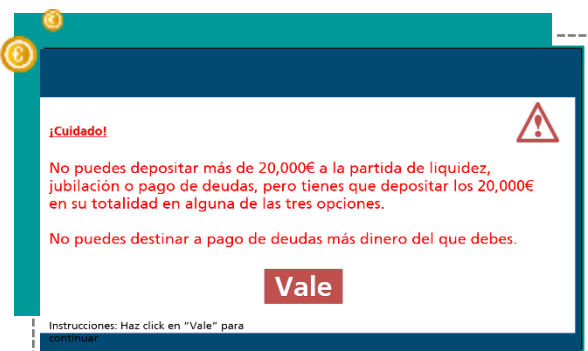 ¡Cuidado!
No puedes depositar más de 20,000€ a la partida de liquidez,
jubilación o pago de deudas, pero tienes que depositar los 20,000€
en su totalidad en alguna de las tres opciones.
No puedes destinar a pago de deudas más dinero del que debes.
Vale
Instrucciones: Haz click en “Vale” para
continuar